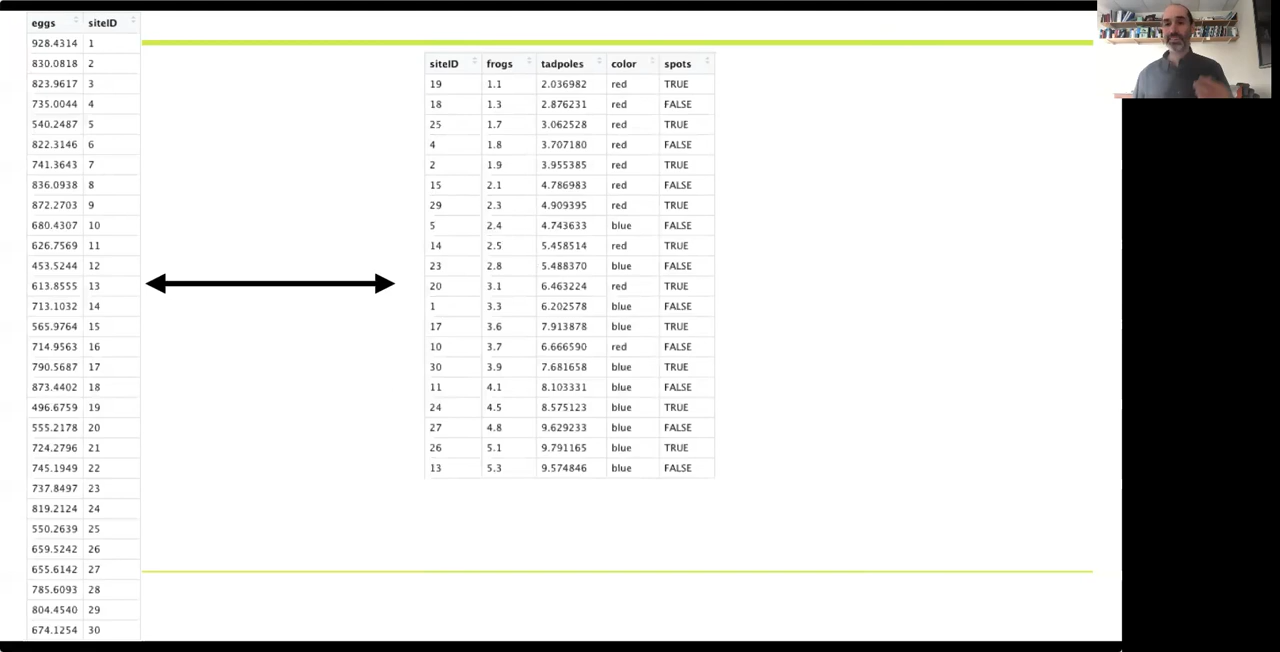 eggs siteID
928.4314 1
830.0818 2
823.9617 3
735.0044 4
540.2487 5
822.3146 6
741.3643 7
836.0938 8
872.2703 9
680.4307 10
626.7569 11
453.5244 12
613.8555 13
713.1032 14
565.9764 15
714.9563 16
790.5687 17
873.4402 18
496.6759 19
555.2178 20
724.2796 21
745.1949 22
737.8497 23
819.2124 24
550.2639 25
659.5242 26
655.6142 27
785.6093 28
804.4540 29
674.1254 30
siteID frogs tadpoles color spots
19 1.1 2.036982 red TRUE
18 1.3 2.876231 red FALSE
25 1.7 3.062528 red TRUE
4 1.8 3.707180 red FALSE
2 1.9 3.955385 red TRUE
15 2.1 4.786983 red FALSE
29 2.3 4.909395 red TRUE
5 2.4 4.743633 blue FALSE
14 2.5 5.458514 red TRUE
23 2.8 5.488370 blue FALSE
20 3.1 6.463224 red TRUE
1 3.3 6.202578 blue FALSE
17 3.6 7.913878 blue TRUE
10 3.7 6.666590 red FALSE
30 3.9 7.681658 blue TRUE
11 4.1 8.103331 blue FALSE
24 4.5 8.575123 blue TRUE
27 4.8 9.629233 blue FALSE
26 5.1 9.791165 blue TRUE
13 5.3 9.574846 blue FALSE